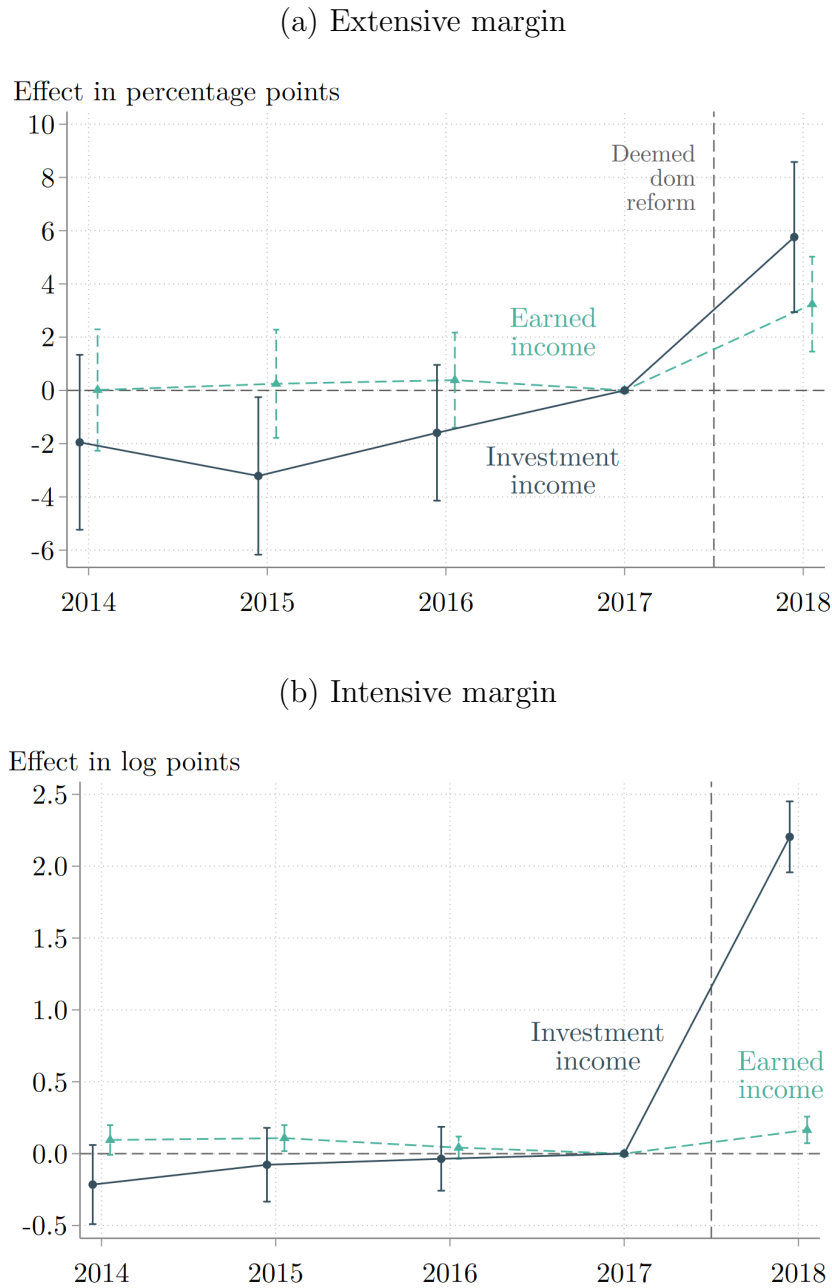 (a) Extensive margin
Effect in percentage points
10
8
6
4
2
0
-2
-4
-6
Deemed
dom
reform
Earned
income
Investment
income
2014 2015 2016 2017 2018
(b) Intensive margin
Effect in log points
2.5
2.0
1.5
1.0
0.5
0.0
-0.5
Investment
income
Earned
income
2014 2015 2016 2017 2018